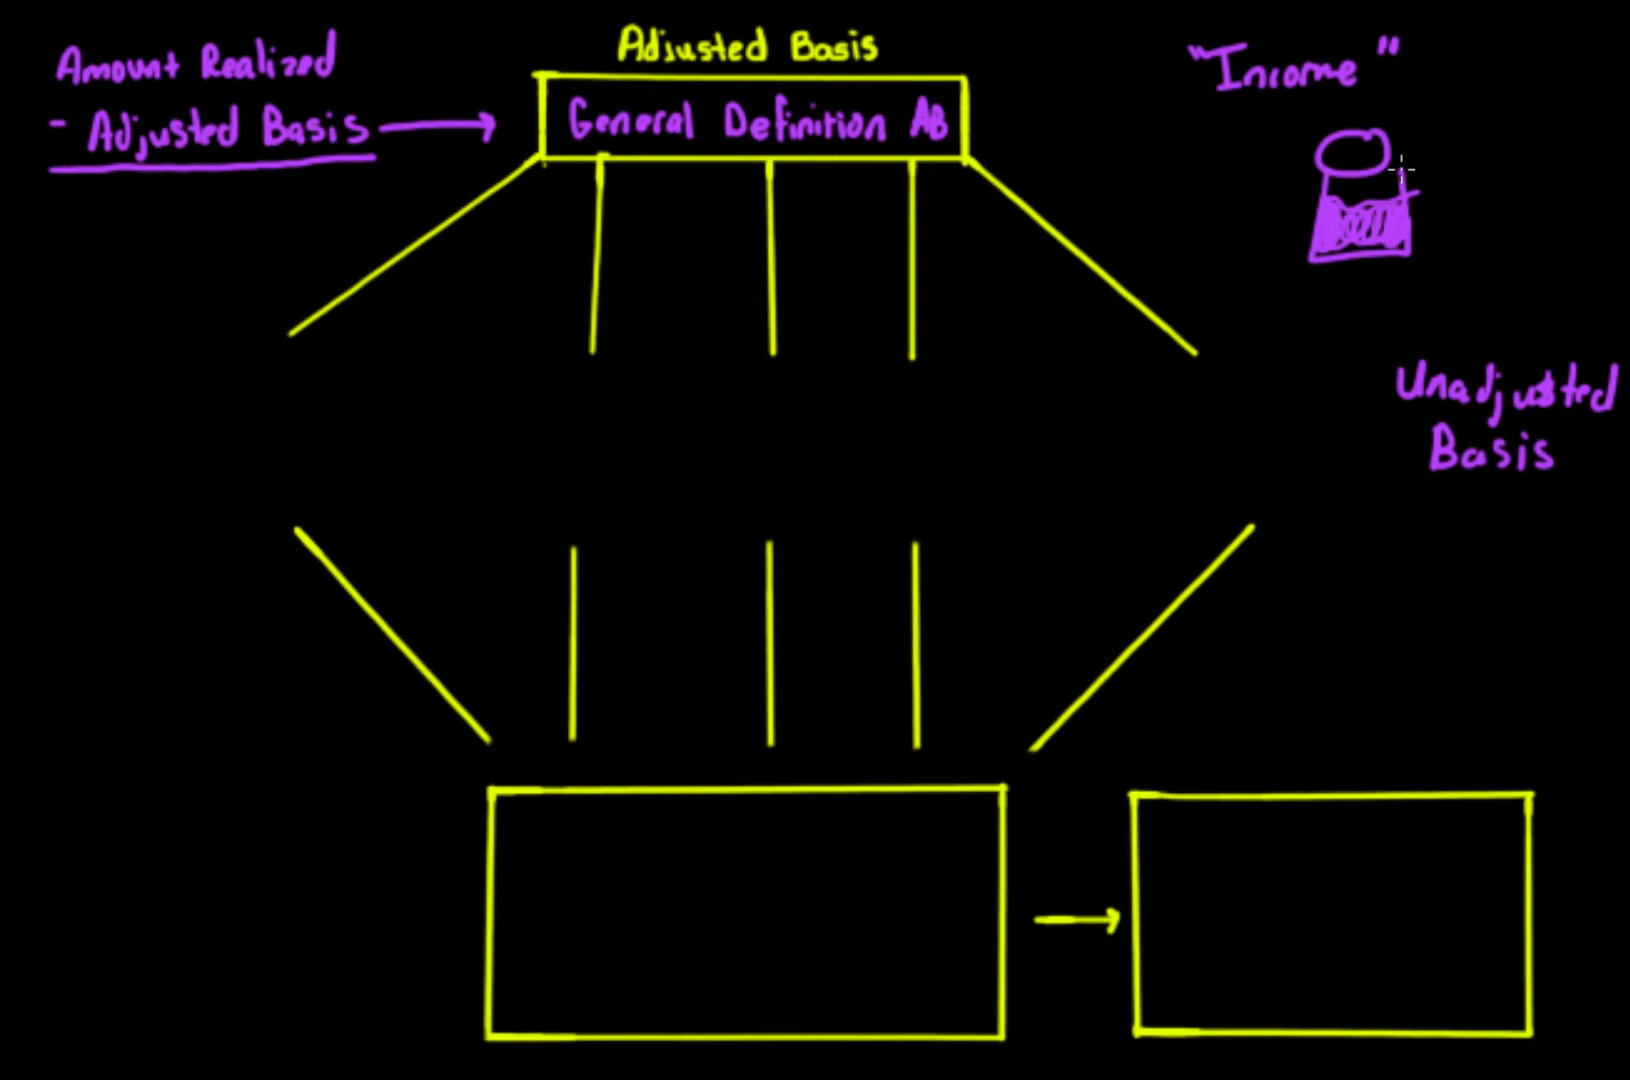 Adjusted Basis
Amount Realized
- Adjusted Basis
General Definition AB
"Income"
Unadjusted
Basis